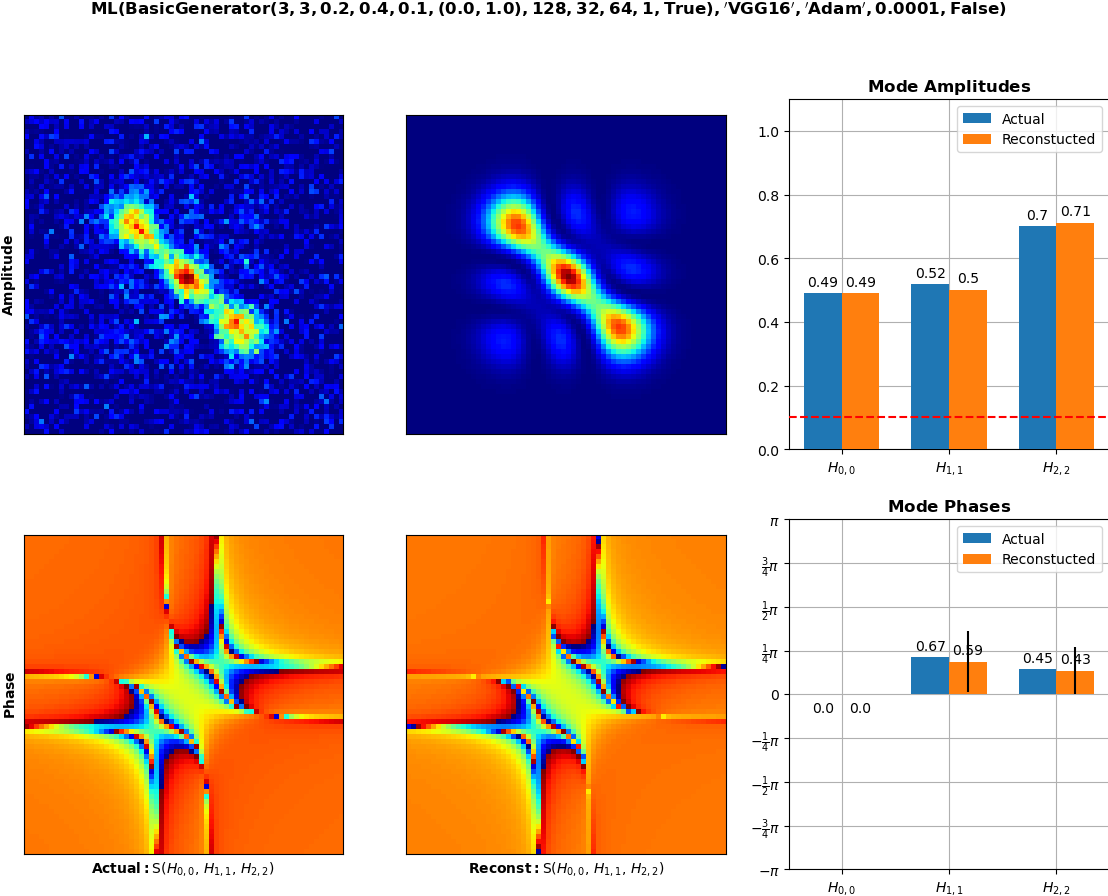 ML(BasicGenerator(3, 3, 0.2, 0.4, 0.1, (0.0, 1.0), 128, 32, 64, 1, True), 'VGG16', 'Adam', 0.0001, False)
Amplitude
Mode Amplitudes
Actual
Reconstucted
1.0
0.8
0.6
0.4
0.2
0.0
0.49
0.49
0.52
0.5
0.7
0.71
H0,0
H1,1
H2,2
Phase
Actual: S(H0,0, H1,1, H2,2)
Reconst: S(H0,0, H1,1, H2,2)
Mode Phases
Actual
Reconstucted
π
3/4π
1/2π
1/4π
0
−1/4π
−1/2π
−3/4π
−π
0.0
0.0
0.67
0.59
0.45
0.43
H0,0
H1,1
H2,2